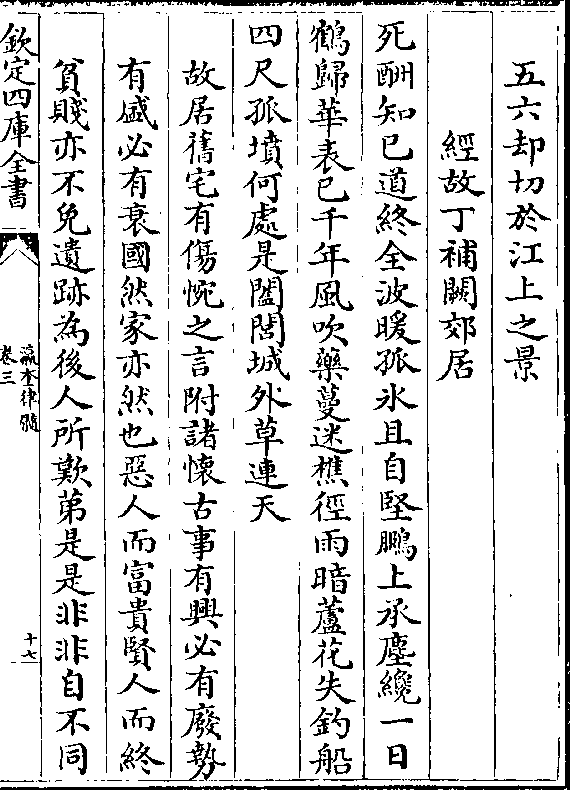 五六却切於江上之景
經故丁補闕郊居
死酬知已道終全波暖孤氷且自堅鵬上承塵纔一日
鶴歸華表已千年風吹藥蔓迷樵徑雨暗蘆花失釣船
四尺孤墳何處是闔閭城外草連天
故居舊宅有傷惋之言附諸懷古事有興必有廢勢
有盛必有衰國然家亦然也惡人而富貴賢人而終
貧賤亦不免遺跡為後人所歎第是是非非自不同
欽定四庫全書
瀛奎律髓
卷三
十七